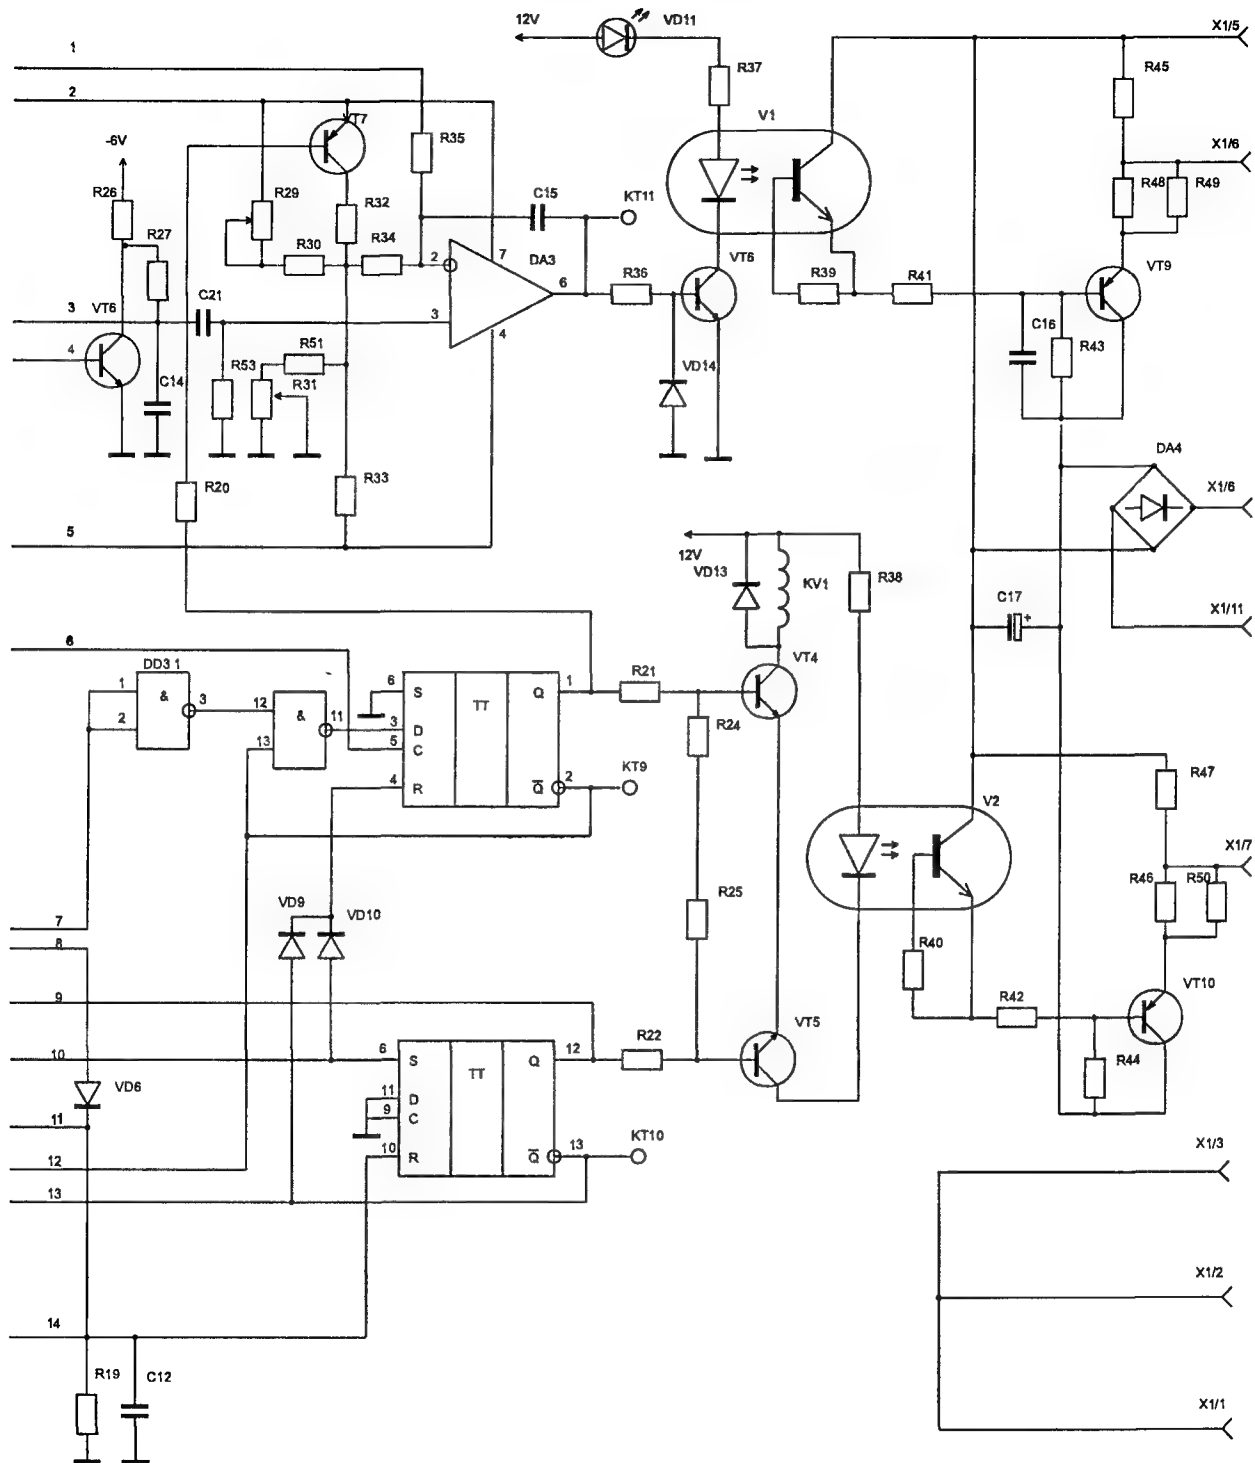 12V
VD11
X1/5
1
R37
R45
2
V1
VT7
-6V
R35
X1/6
R26
R29
C15
KT11
R48
R49
R32
R27
R30
R34
2
7
DA3
VT6
R36
6
R39
R41
VT9
C21
3
VT6
3
4
C16
4
R51
R43
R53
R31
VD14
C14
DA4
R20
R33
X1/6
5
12V
VD13
KV1
R38
C17
+
X1/11
6
DD3 1
VT4
1
&
3
12
&
11
6
S
TT
Q
1
R21
2
3
D
R24
13
5
C
4
R
Q
2
KT9
R47
V2
X1/7
VD9
VD10
R25
R46
R50
7
8
R40
9
VT5
R42
VT10
10
6
S
TT
Q
12
R22
R44
VD6
11
D
9
C
11
10
R
Q
13
KT10
12
X1/3
13
X1/2
14
R19
C12
X1/1